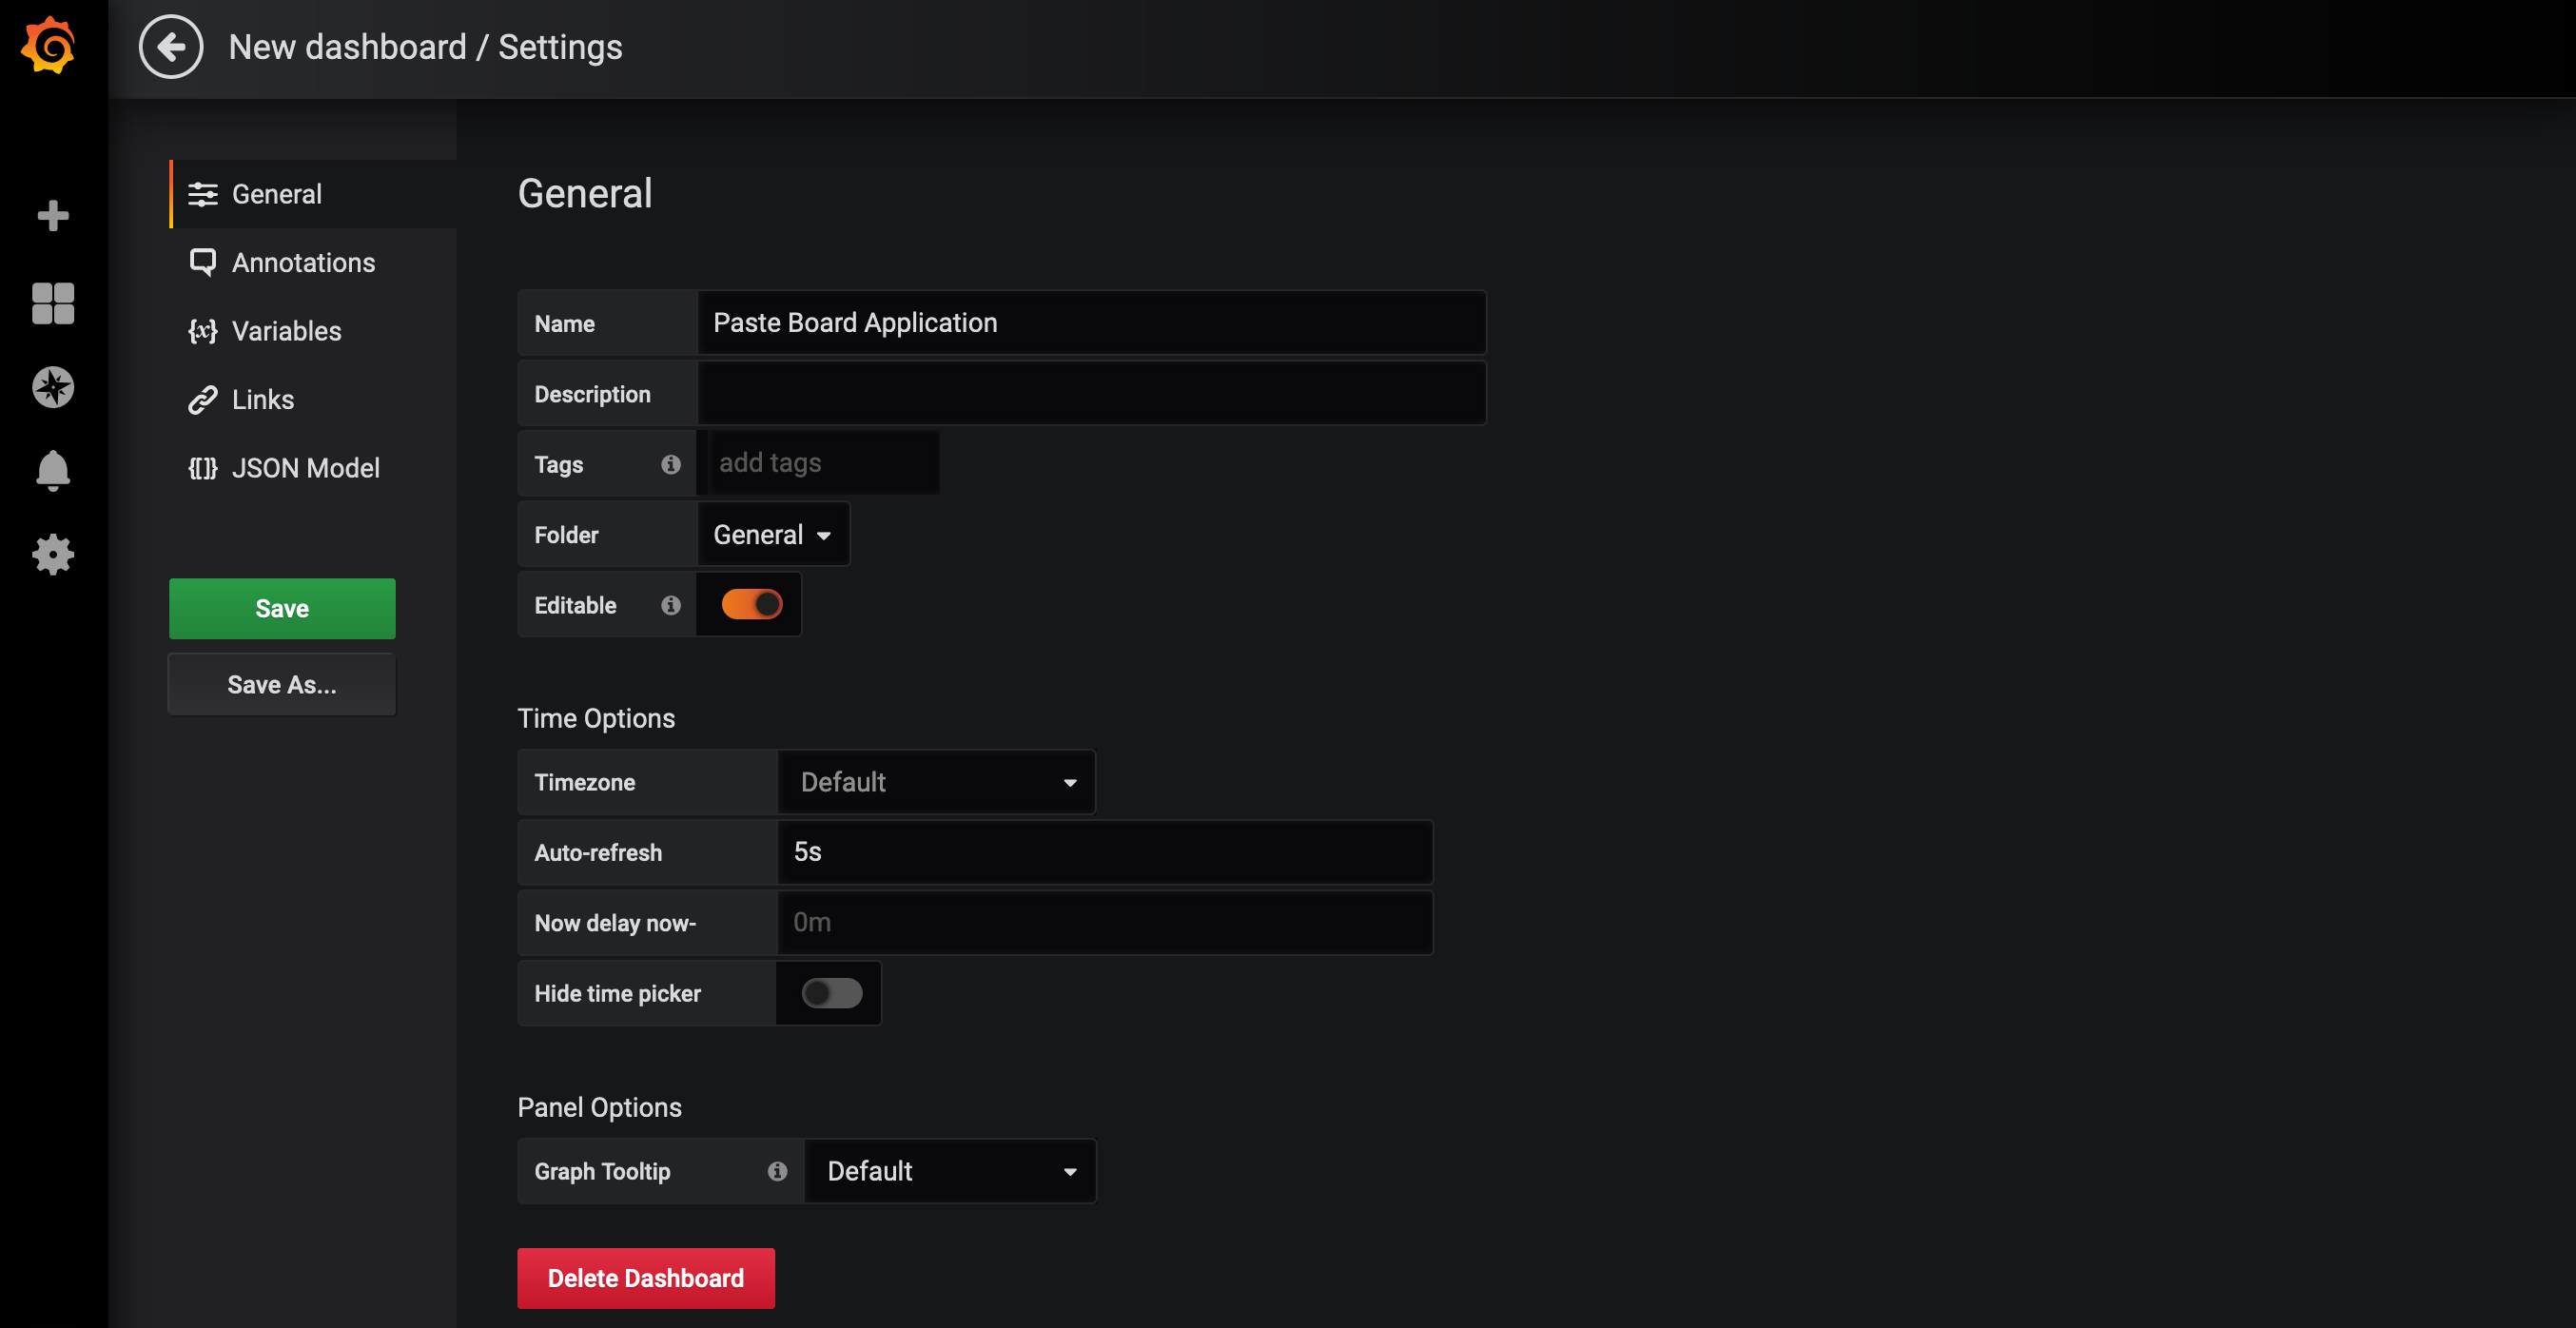 New dashboard / Settings
General
Annotations
Variables
Links
JSON Model
Save
Save As...
General
Name Paste Board Application
Description
Tags add tags
Folder General
Editable
Time Options
Timezone Default
Auto-refresh 5s
Now delay now- 0m
Hide time picker
Panel Options
Graph Tooltip Default
Delete Dashboard